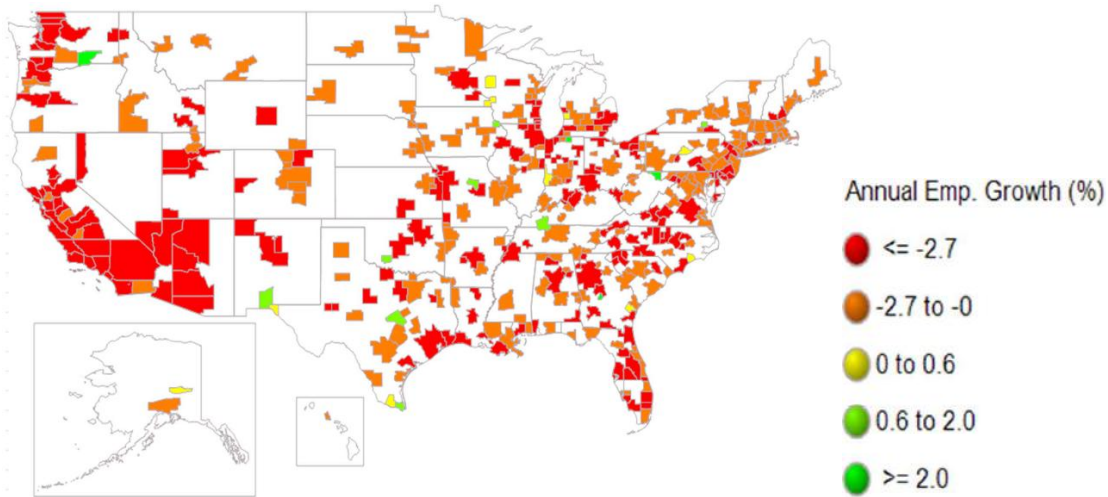 Annual Emp. Growth (%)
<= -2.7
-2.7 to -0
0 to 0.6
0.6 to 2.0
>= 2.0